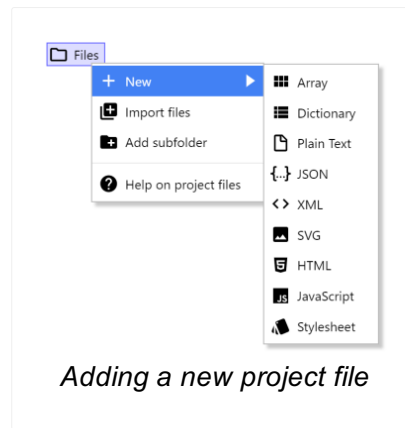 Files
New
Import files
Add subfolder
Help on project files
Array
Dictionary
Plain Text
{...} JSON
<> XML
SVG
5 HTML
JS JavaScript
Stylesheet
Adding a new project file